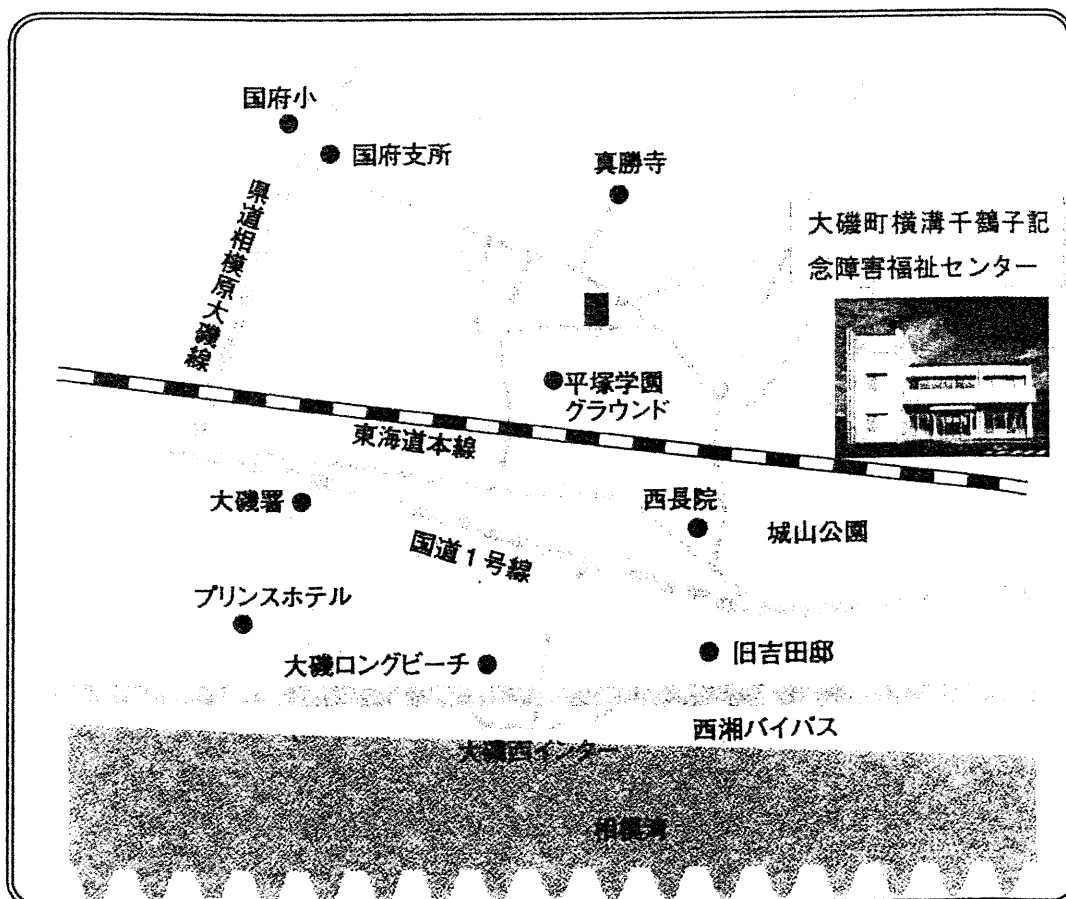 国府小
国府支所
真勝寺
県道相模原大磯線
大磯町横溝千鶴子記
念障害福祉センター
平塚学園
グラウンド
東海道本線
大磯署
西長院
城山公園
国道1号線
プリンスホテル
大磯ロングビーチ
旧吉田邸
西湘バイパス
大磯西インター
相模湾